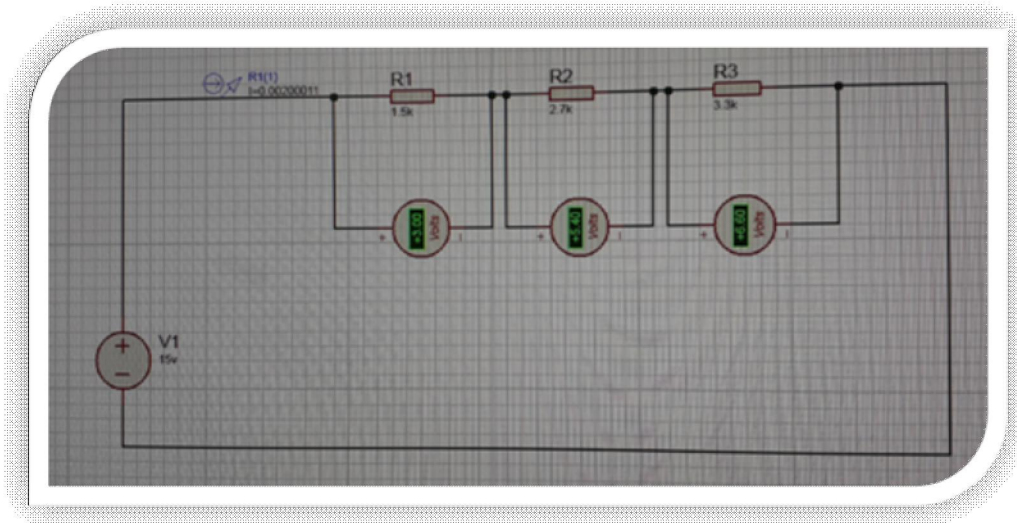 R1(1)
I=0.00200011
R1
1.5k
R2
2.7k
R3
3.3k
+3.00
Volts
+5.40
Volts
+6.60
Volts
V1
15v